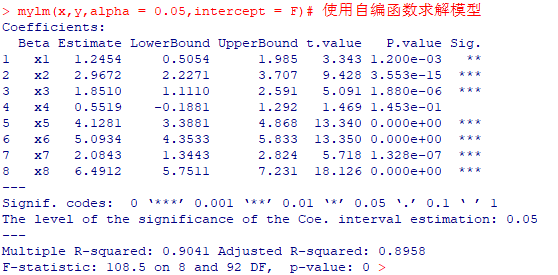 > mylm(x,y,alpha = 0.05,intercept = F)# 使用自编函数求解模型
Coefficients:
Beta Estimate LowerBound UpperBound t.value P.value Sig.
1 x1 1.2454 0.5054 1.985 3.343 1.200e-03 **
2 x2 2.9672 2.2271 3.707 9.428 3.553e-15 ***
3 x3 1.8510 1.1110 2.591 5.091 1.880e-06 ***
4 x4 0.5519 -0.1881 1.292 1.469 1.453e-01
5 x5 4.1281 3.3881 4.868 13.340 0.000e+00 ***
6 x6 5.0934 4.3533 5.833 13.350 0.000e+00 ***
7 x7 2.0843 1.3443 2.824 5.718 1.328e-07 ***
8 x8 6.4912 5.7511 7.231 18.126 0.000e+00 ***
---
Signif. codes: 0 ‘***’ 0.001 ‘**’ 0.01 ‘*’ 0.05 ‘.’ 0.1 ‘ ’ 1
The level of the significance of the Coe. interval estimation: 0.05
---
Multiple R-squared: 0.9041 Adjusted R-squared: 0.8958
F-statistic: 108.5 on 8 and 92 DF, p-value: 0 >